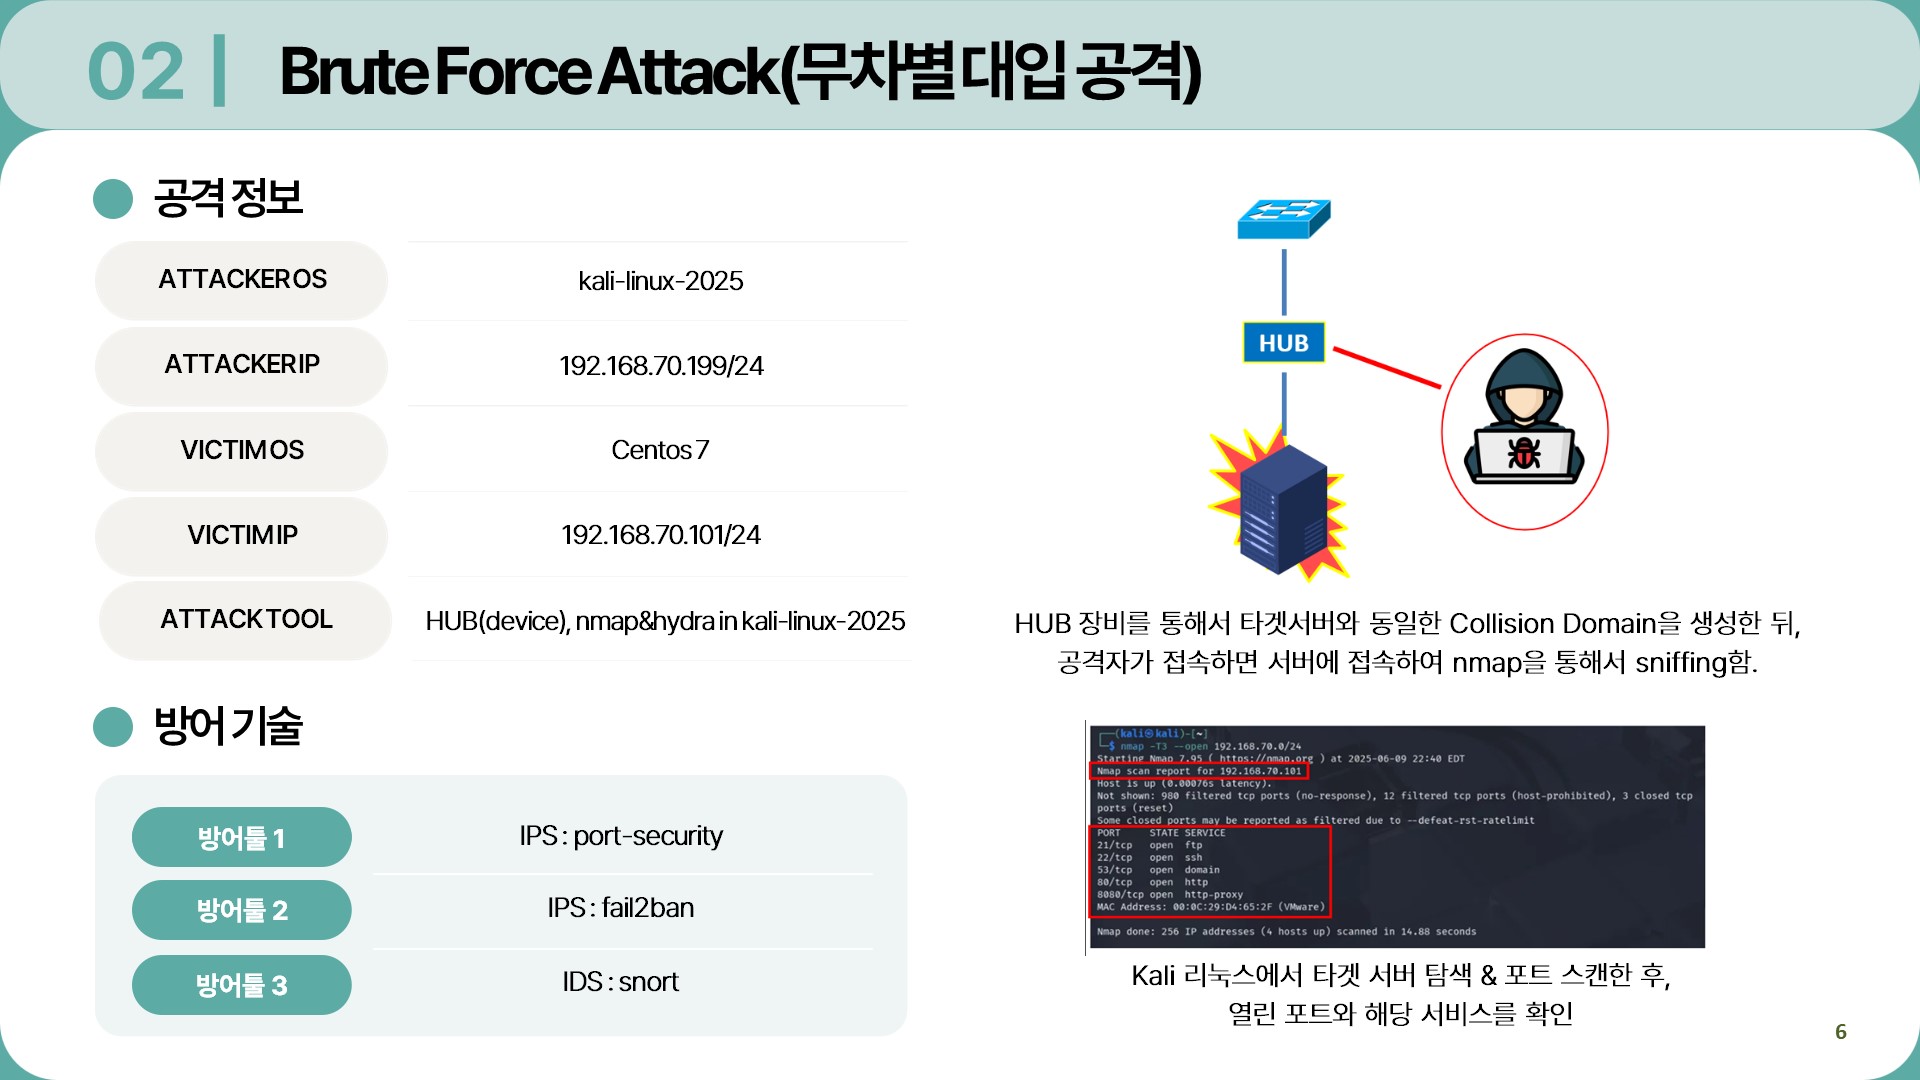 02 | Brute Force Attack(무차별 대입 공격)
공격 정보
ATTACKER OS
kali-linux-2025
ATTACKER IP
192.168.70.199/24
VICTIM OS
Centos 7
VICTIM IP
192.168.70.101/24
ATTACK TOOL
HUB(device), nmap&hydra in kali-linux-2025
방어 기술
방어툴 1
IPS : port-security
방어툴 2
IPS : fail2ban
방어툴 3
IDS : snort
HUB
HUB 장비를 통해서 타겟서버와 동일한 Collision Domain을 생성한 뒤,
공격자가 접속하면 서버에 접속하여 nmap을 통해서 sniffing함.
(kali㉿kali)-[~]
$ nmap -T3 --open 192.168.70.0/24
Starting Nmap 7.95 ( https://nmap.org ) at 2025-06-09 22:40 EDT
Nmap scan report for 192.168.70.101
Host is up (0.00076s latency).
Not shown: 980 filtered tcp ports (no-response), 12 filtered tcp ports (host-prohibited), 3 closed tcp
ports (reset)
Some closed ports may be reported as filtered due to --defeat-rst-ratelimit
PORT STATE SERVICE
21/tcp open ftp
22/tcp open ssh
53/tcp open domain
80/tcp open http
8080/tcp open http-proxy
MAC Address: 00:0C:29:D4:65:2F (VMware)
Nmap done: 256 IP addresses (4 hosts up) scanned in 14.88 seconds
Kali 리눅스에서 타겟 서버 탐색 & 포트 스캔한 후,
열린 포트와 해당 서비스를 확인
6